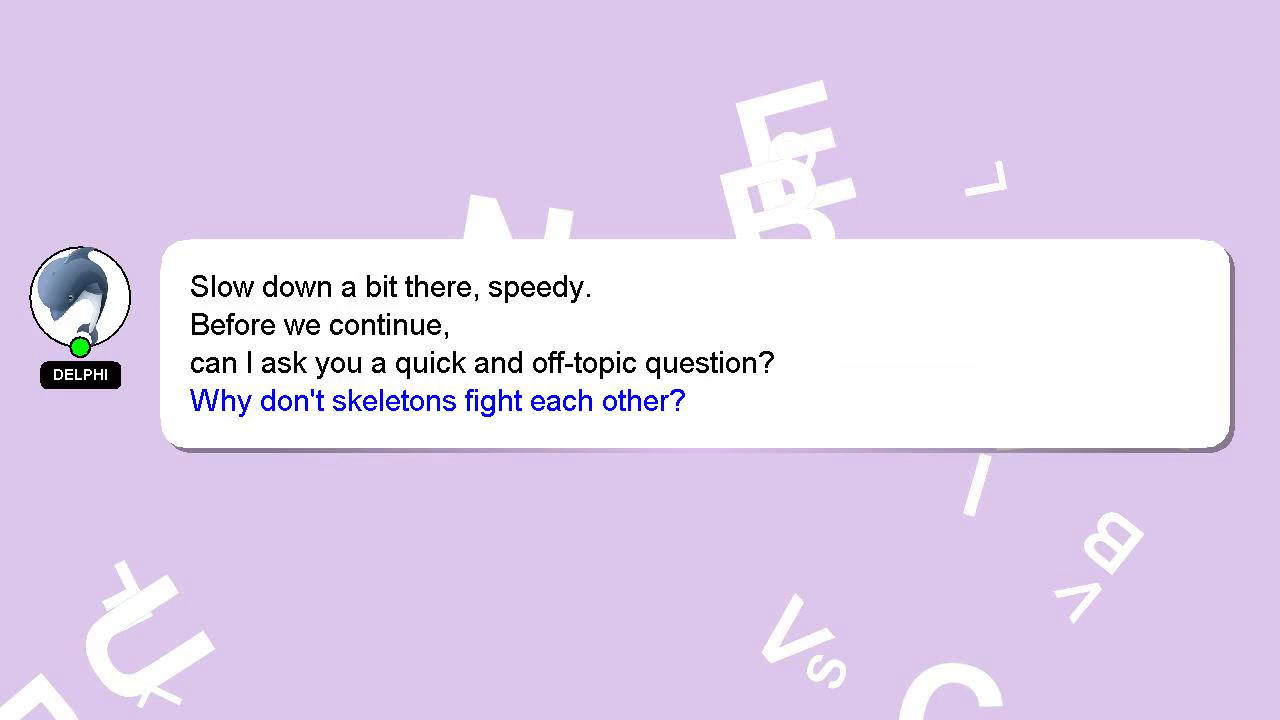 Slow down a bit there, speedy.
Before we continue,
can I ask you a quick and off-topic question?
Why don't skeletons fight each other?
DELPHI
E
R
L
N
I
B
V
U
V
S
C